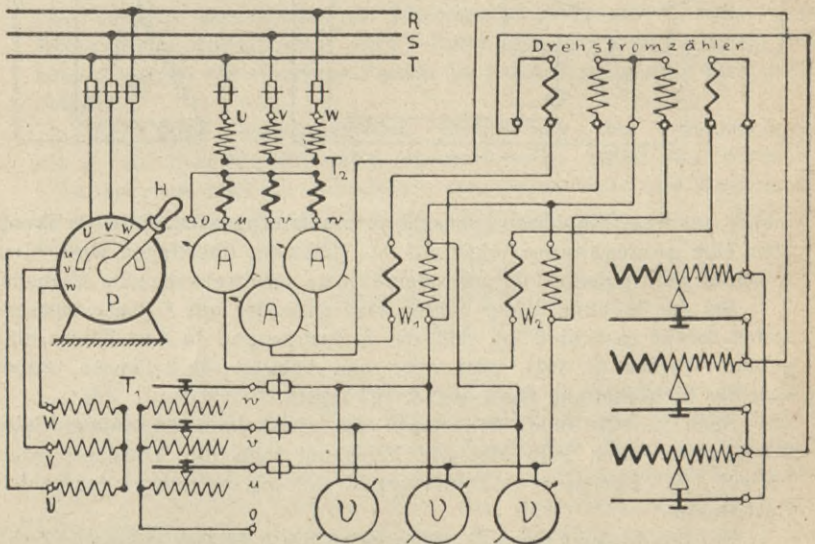 R
S
T
Drehstromzähler
U V W
T₂
H
U V W
u
v
w
P
o u v w
A A
A
W₁ W₂
T₁
W w
V v
U u
o
V V V